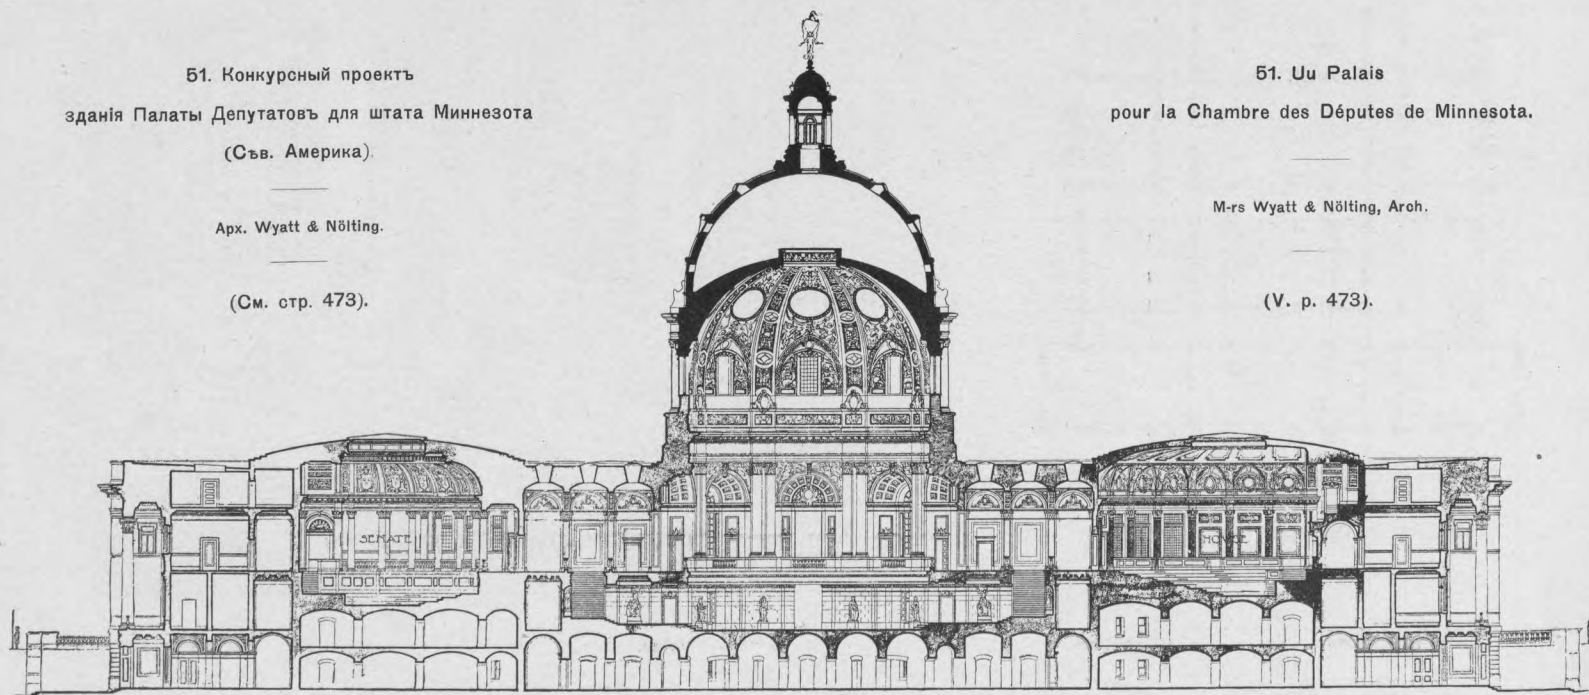 51. Конкурсный проектъ
зданія Палаты Депутатовъ для штата Миннезота
(Сѣв. Америка).
Арх. Wyatt & Nölting.
(См. стр. 473).
51. Uu Palais
pour la Chambre des Députes de Minnesota.
M-rs Wyatt & Nölting, Arch.
(V. p. 473).
SENATE
HOUSE